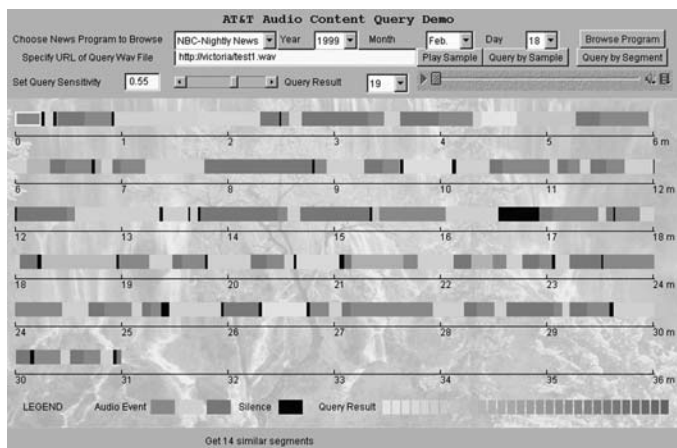 AT&T Audio Content Query Demo
Choose News Program to Browse NBC-Nightly News Year 1999 Month Feb. Day 18 Browse Program
Specify URL of Query Wav File http://victoria/test1.wav Play Sample Query by Sample Query by Segment
Set Query Sensitivity 0.55 Query Result 19
0 1 2 3 4 5 6 m
6 7 8 9 10 11 12 m
12 13 14 15 16 17 18 m
18 19 20 21 22 23 24 m
24 25 26 27 28 29 30 m
30 31 32 33 34 35 36 m
LEGEND Audio Event Silence Query Result
Get 14 similar segments